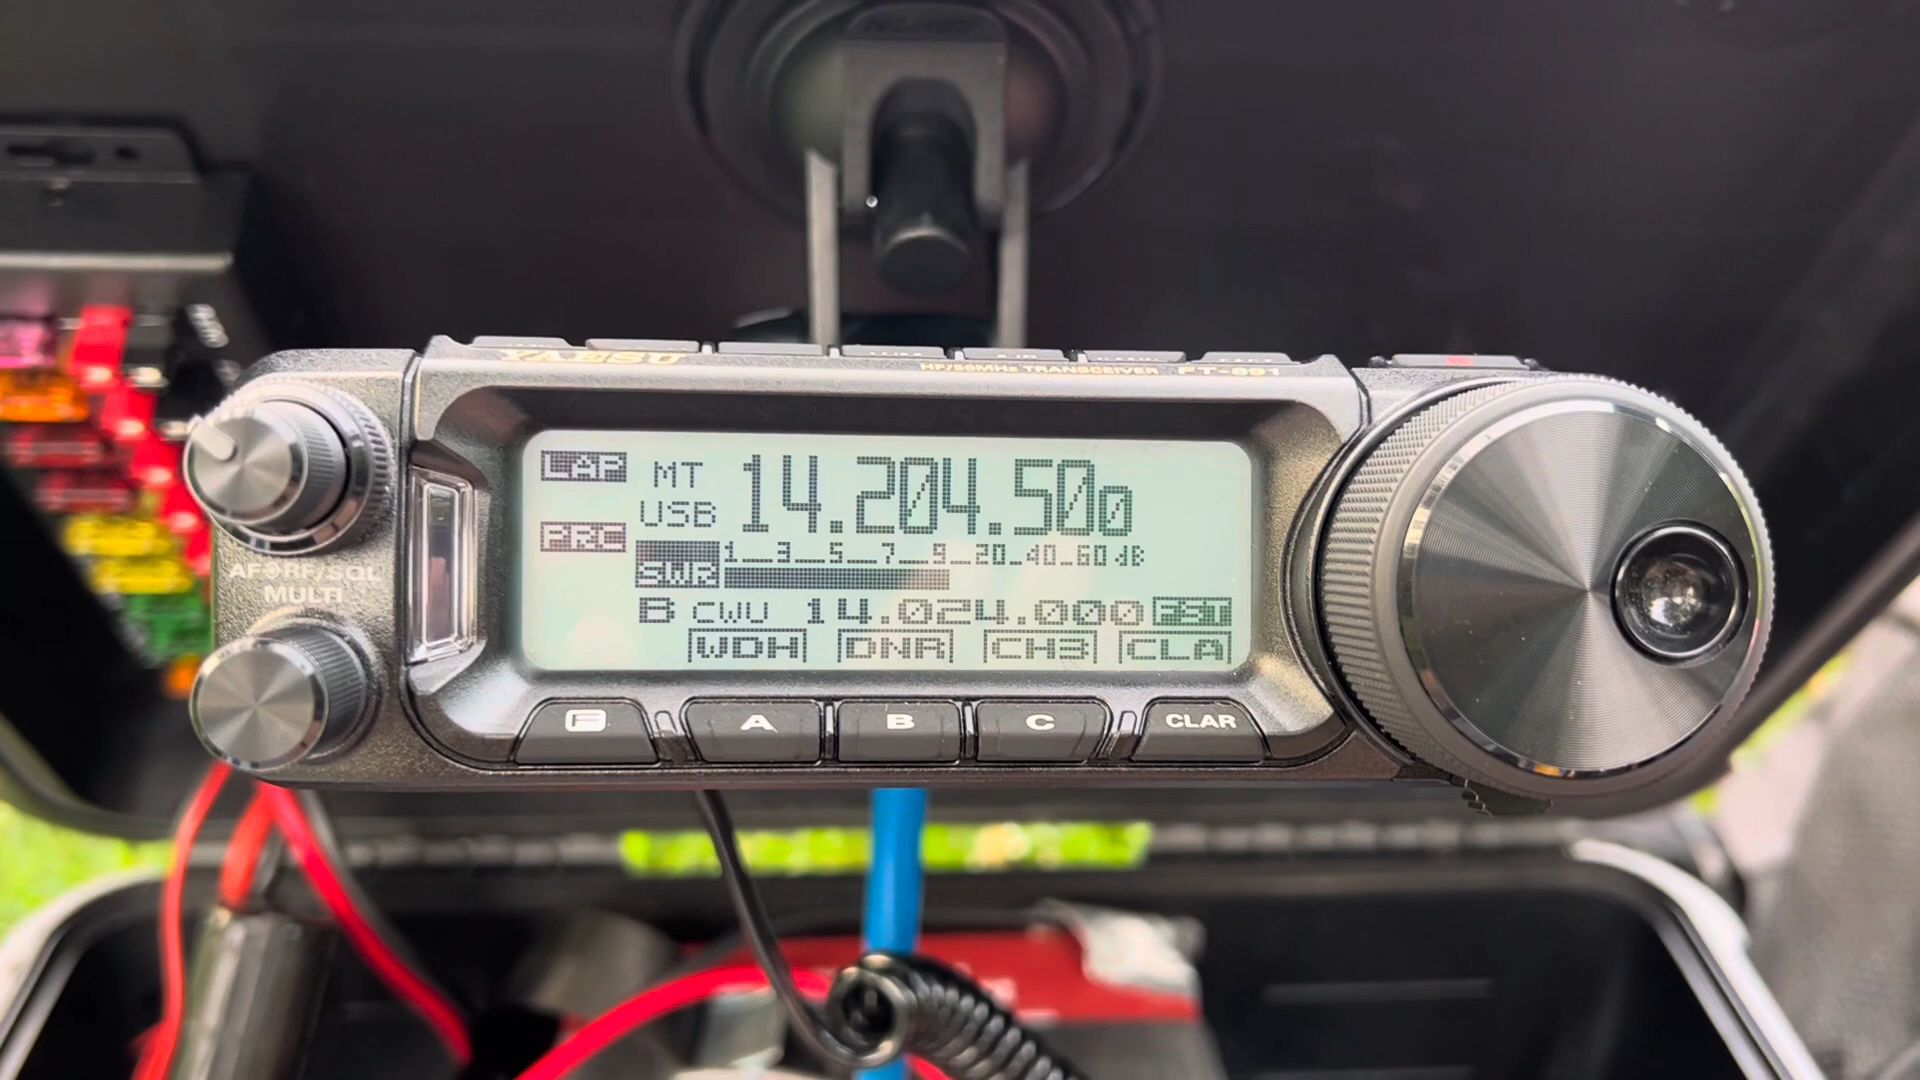 YAESU HF/50MHz TRANSCEIVER FT-891
LAP MT 14.204.500
USB
PRC 1 3 5 7 9 20 40 60 dB
SWR
B CWU 14.024.000 FST
WDH DNR CH3 CLA
AF RF/SQL
MULTI
F A B C CLAR